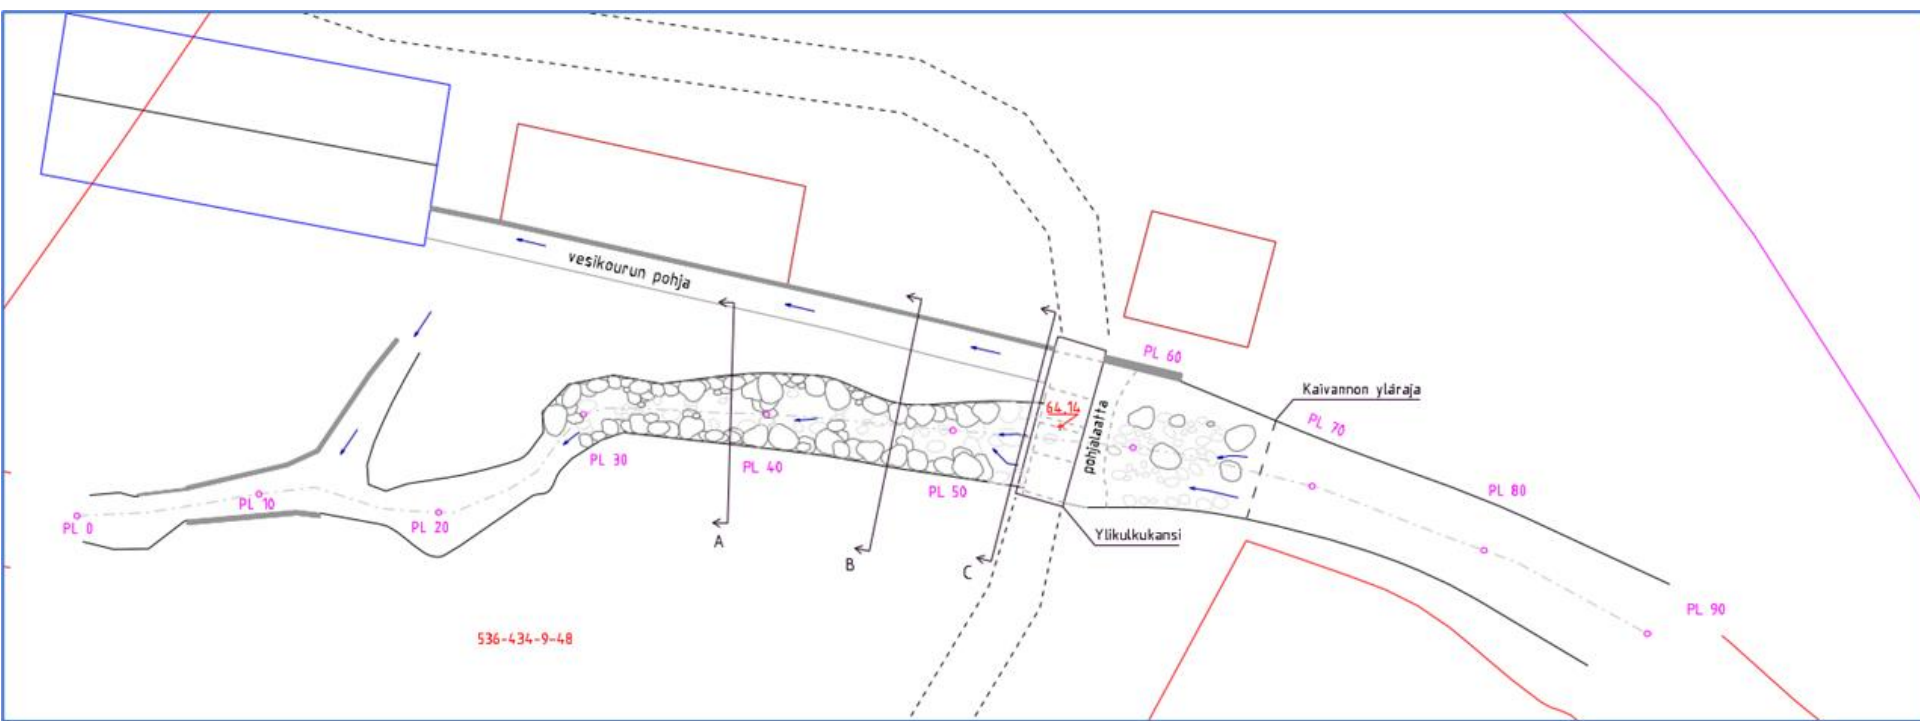 vesikourun pohja
PL 60
Kaivannon yläraja
64.14
pohjalaatta
PL 70
PL 30
PL 40
PL 50
PL 80
PL 0
PL 10
PL 20
A
B
C
Ylikulkukansi
PL 90
536-434-9-48